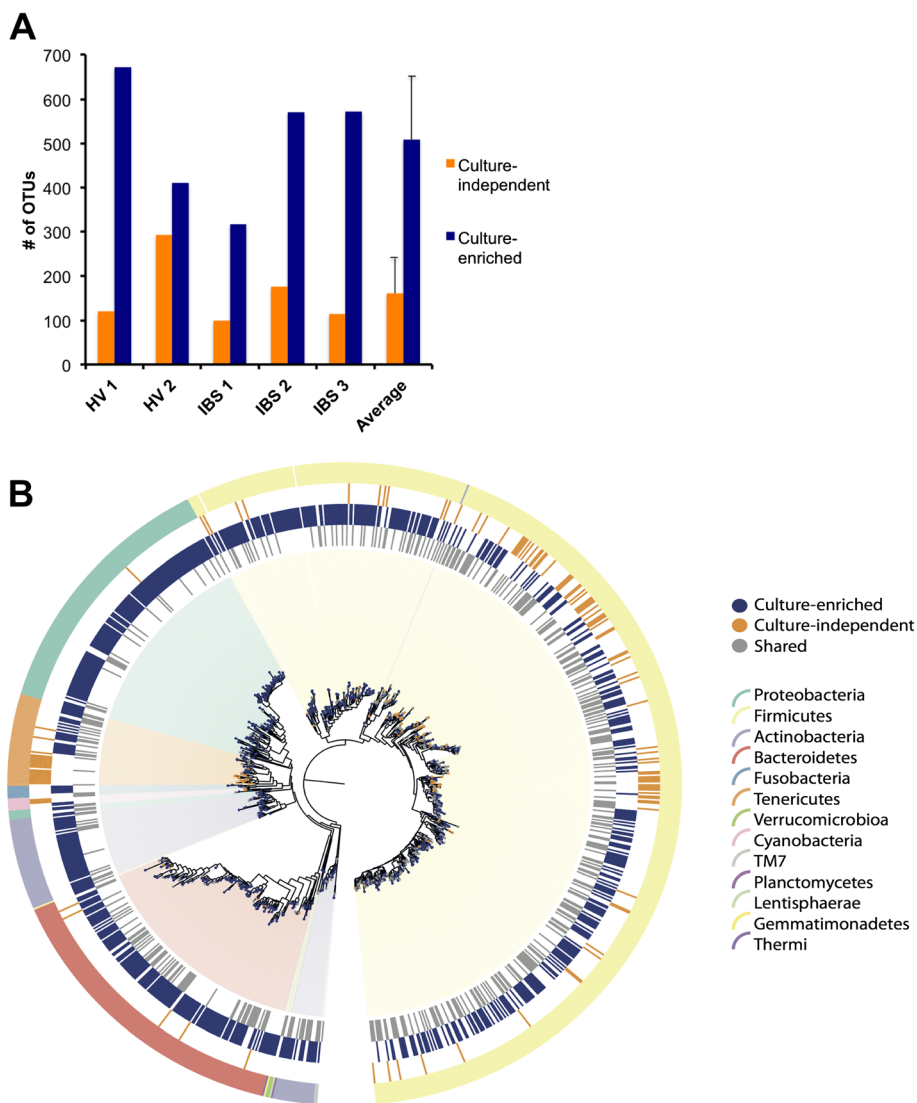 A
700
600
500
400
300
200
100
0
# of OTUs
HV 1
HV 2
IBS 1
IBS 2
IBS 3
Average
Culture-
independent
Culture-
enriched
B
Culture-enriched
Culture-independent
Shared
Proteobacteria
Firmicutes
Actinobacteria
Bacteroidetes
Fusobacteria
Tenericutes
Verrucomicrobioa
Cyanobacteria
TM7
Planctomycetes
Lentisphaerae
Gemmatimonadetes
Thermi